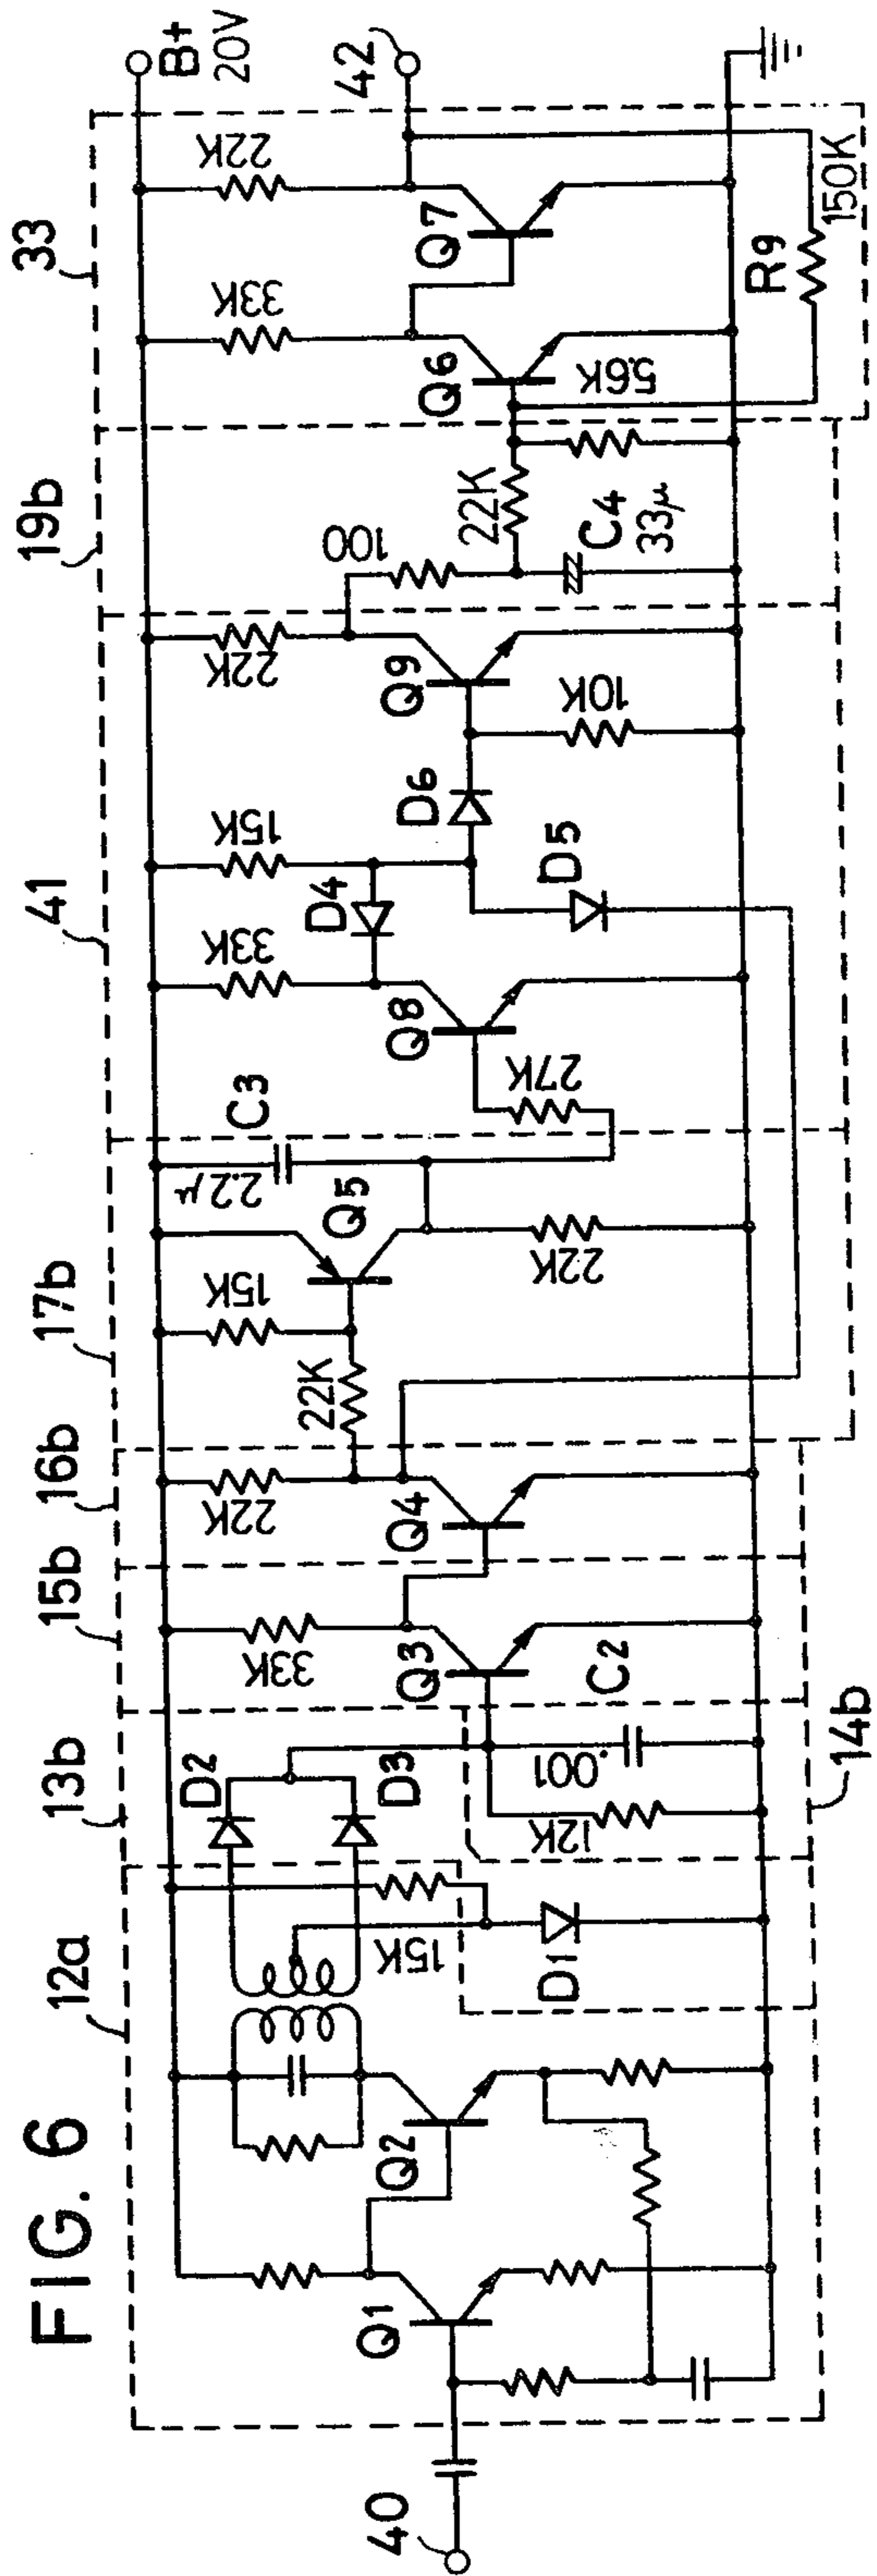 FIG. 6
12a
13b
15b
16b
17b
41
19b
33
B+
20V
42
40
Q1
Q2
15K
D1
D2
D3
12K
.001
C2
14b
33K
Q3
22K
Q4
22K
15K
Q5
22K
2.2μ
C3
27K
Q8
33K
D4
15K
D5
D6
10K
Q9
22K
100
C4
33μ
22K
5.6K
Q6
33K
Q7
22K
R9
150K